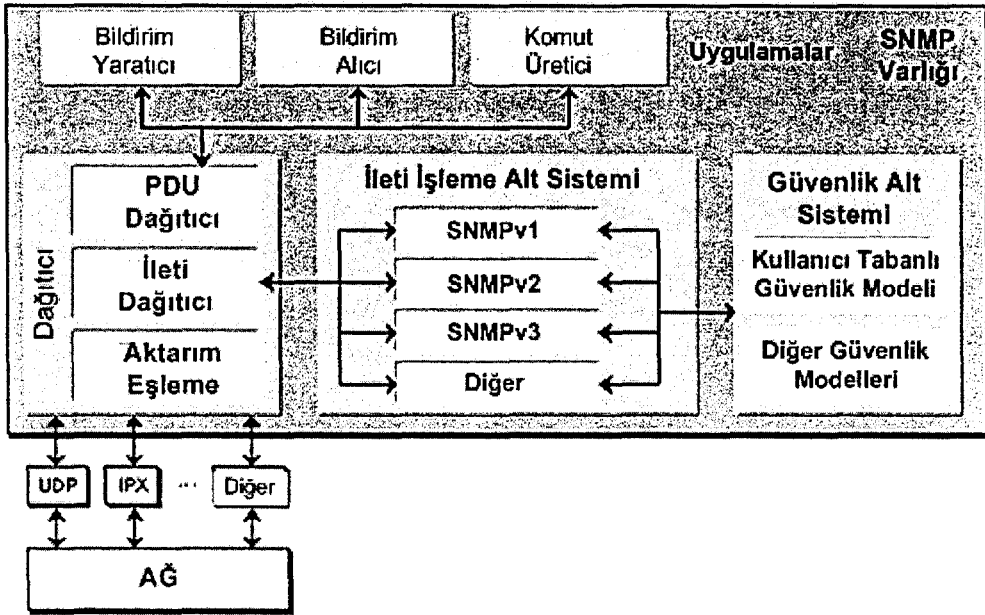 Bildirim
Yaratıcı
Bildirim
Alıcı
Komut
Üretici
Uygulamalar
SNMP
Varlığı
Dağıtıcı
PDU
Dağıtıcı
İleti
Dağıtıcı
Aktarım
Eşleme
İleti İşleme Alt Sistemi
SNMPv1
SNMPv2
SNMPv3
Diğer
Güvenlik Alt
Sistemi
Kullanıcı Tabanlı
Güvenlik Modeli
Diğer Güvenlik
Modelleri
UDP
IPX
...
Diğer
AĞ